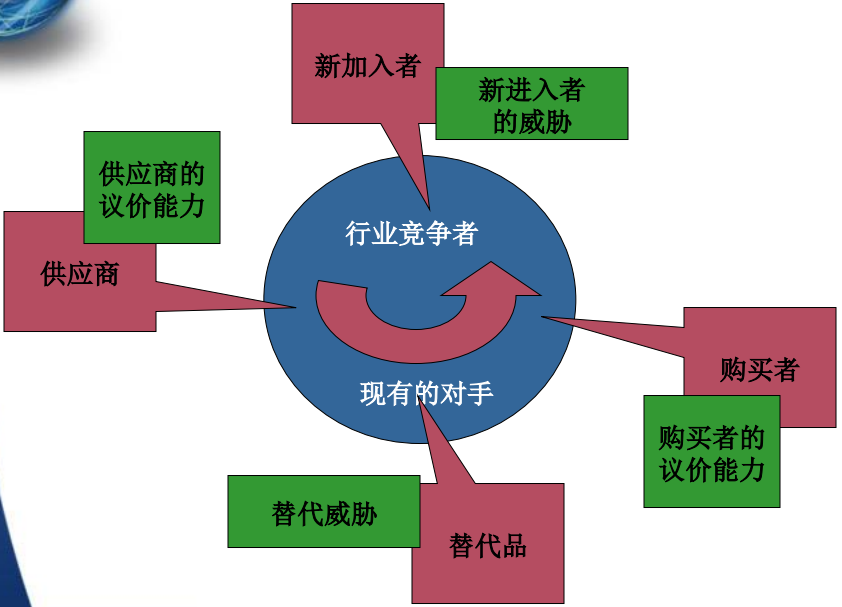 新加入者
新进入者
的威胁
供应商的
议价能力
供应商
行业竞争者
现有的对手
购买者
购买者的
议价能力
替代威胁
替代品